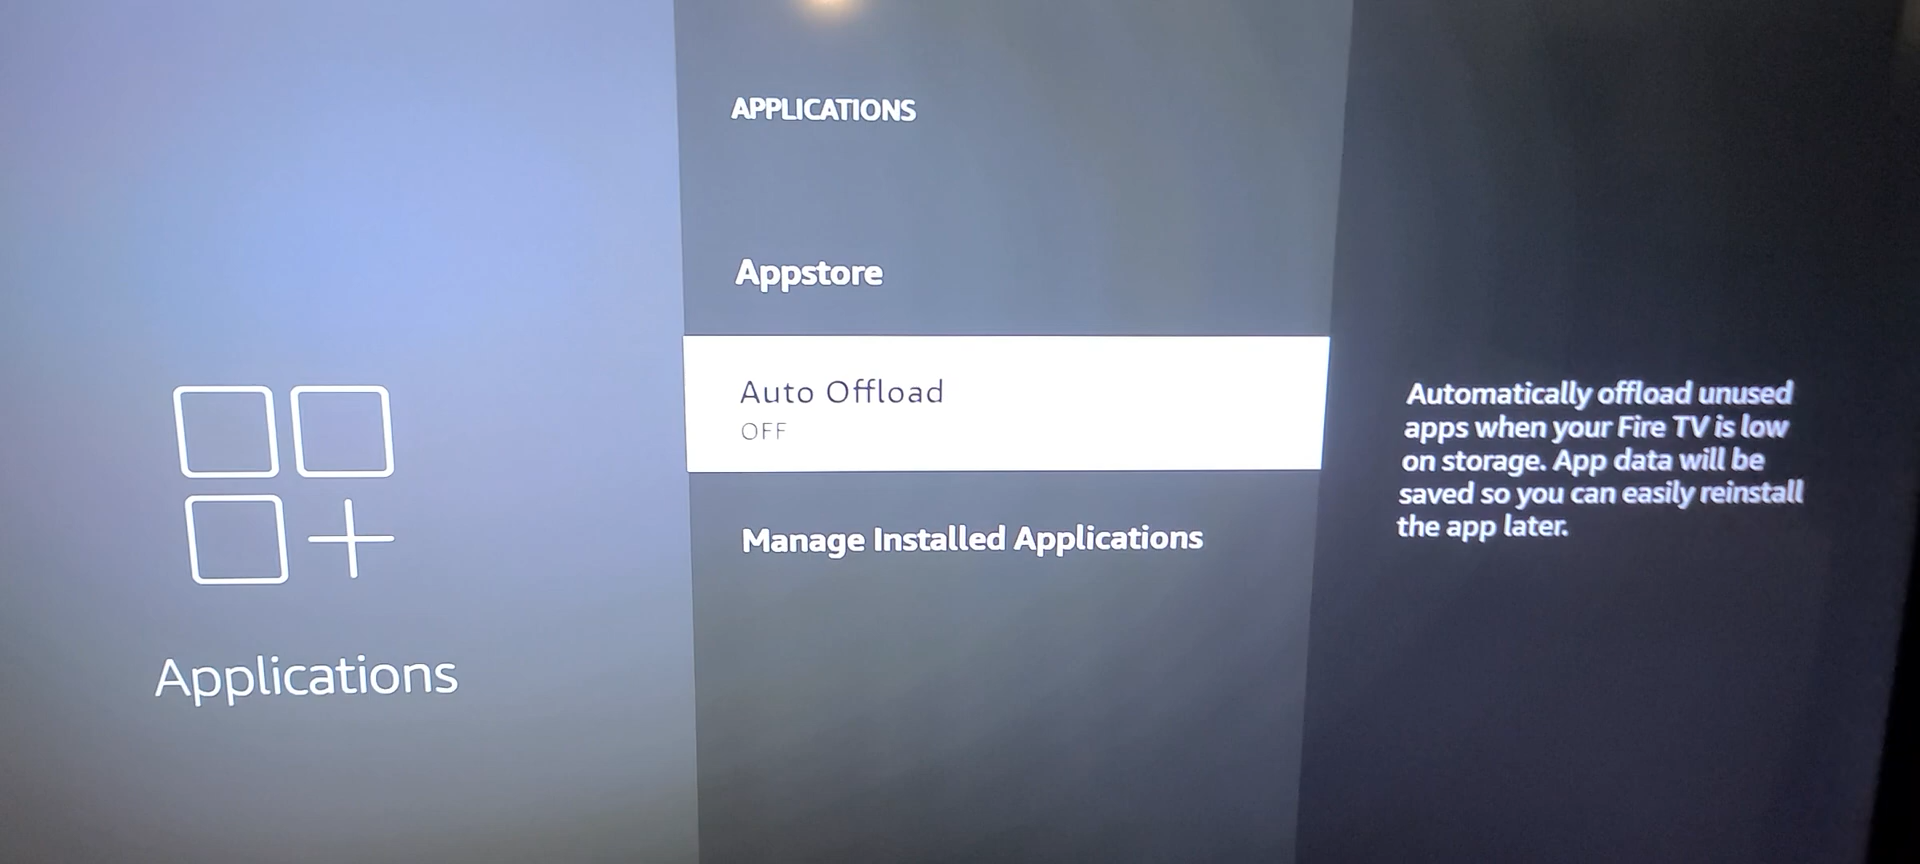 APPLICATIONS
Appstore
Auto Offload
OFF
Manage Installed Applications
Applications
Automatically offload unused
apps when your Fire TV is low
on storage. App data will be
saved so you can easily reinstall
the app later.